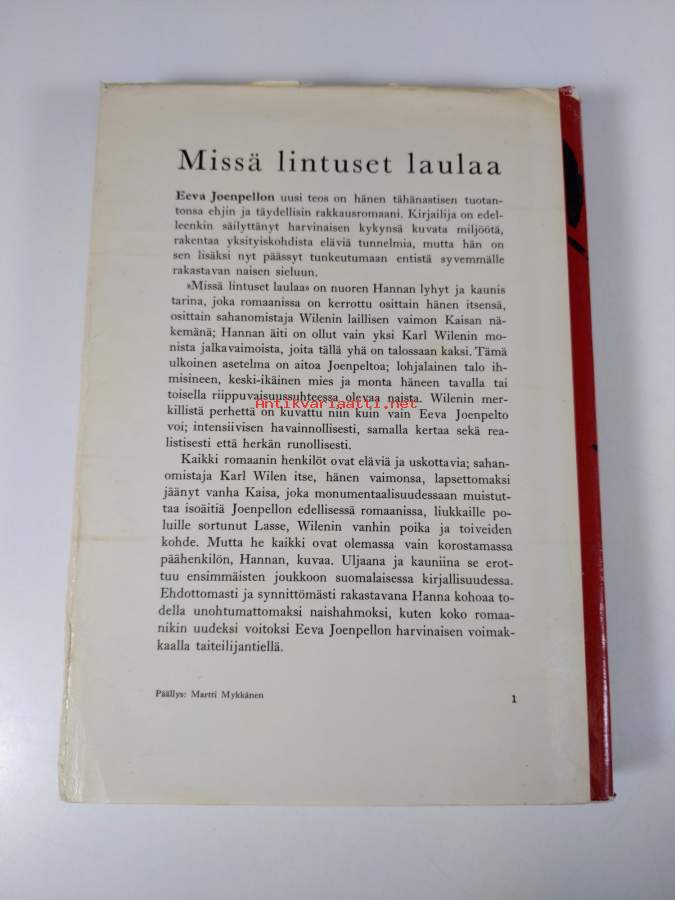 Missä lintuset laulaa
Eeva Joenpellon uusi teos on hänen tähänastisen tuotan-
tonsa ehjin ja täydellisin rakkausromaani. Kirjailija on edel-
leenkin säilyttänyt harvinaisen kykynsä kuvata miljöötä,
rakentaa yksityiskohdista eläviä tunnelmia, mutta hän on
sen lisäksi nyt päässyt tunkeutumaan entistä syvemmälle
rakastavan naisen sieluun.
»Missä lintuset laulaa» on nuoren Hannan lyhyt ja kaunis
tarina, joka romaanissa on kerrottu osittain hänen itsensä,
osittain sahanomistaja Wilenin laillisen vaimon Kaisan nä-
kemänä; Hannan äiti on ollut vain yksi Karl Wilenin mo-
nista jalkavaimoista, joita tällä yhä on talossaan kaksi. Tämä
ulkoinen asetelma on aitoa Joenpeltoa; lohjalainen talo ih-
misineen, keski-ikäinen mies ja monta häneen tavalla tai
toisella riippuvaisuussuhteessa olevaa naista. Wilenin mer-
Antikvariaatti.net
killistä perhettä on kuvattu niin kuin vain Eeva Joenpelto
voi; intensiivisen havainnollisesti, samalla kertaa sekä rea-
listisesti että herkän runollisesti.
Kaikki romaanin henkilöt ovat eläviä ja uskottavia; sahan-
omistaja Karl Wilen itse, hänen vaimonsa, lapsettomaksi
jäänyt vanha Kaisa, joka monumentaalisuudessaan muistut-
taa isoäitiä Joenpellon edellisessä romaanissa, liukkaille po-
luille sortunut Lasse, Wilenin vanhin poika ja toiveiden
kohde. Mutta he kaikki ovat olemassa vain korostamassa
päähenkilön, Hannan, kuvaa. Uljaana ja kauniina se erot-
tuu ensimmäisten joukkoon suomalaisessa kirjallisuudessa.
Ehdottomasti ja synnittömästi rakastavana Hanna kohoaa to-
della unohtumattomaksi naishahmoksi, kuten koko romaa-
nikin uudeksi voitoksi Eeva Joenpellon harvinaisen voimak-
kaalla taiteilijantiellä.
Päällys: Martti Mykkänen
1